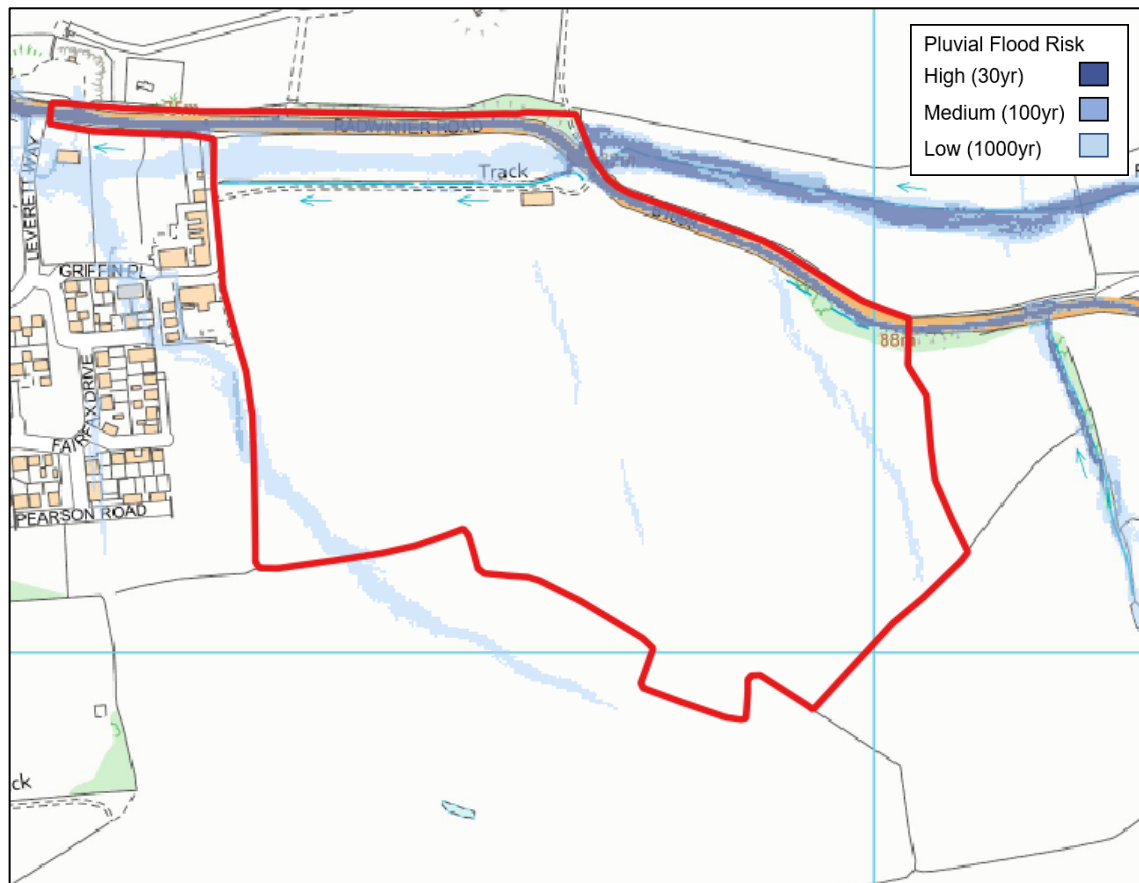 Pluvial Flood Risk
High (30yr)
Medium (100yr)
Low (1000yr)
RADWINTER ROAD
Track
LEVERETT WAY
GRIFFIN PL
88m
FAIRFAX DRIVE
PEARSON ROAD
ck